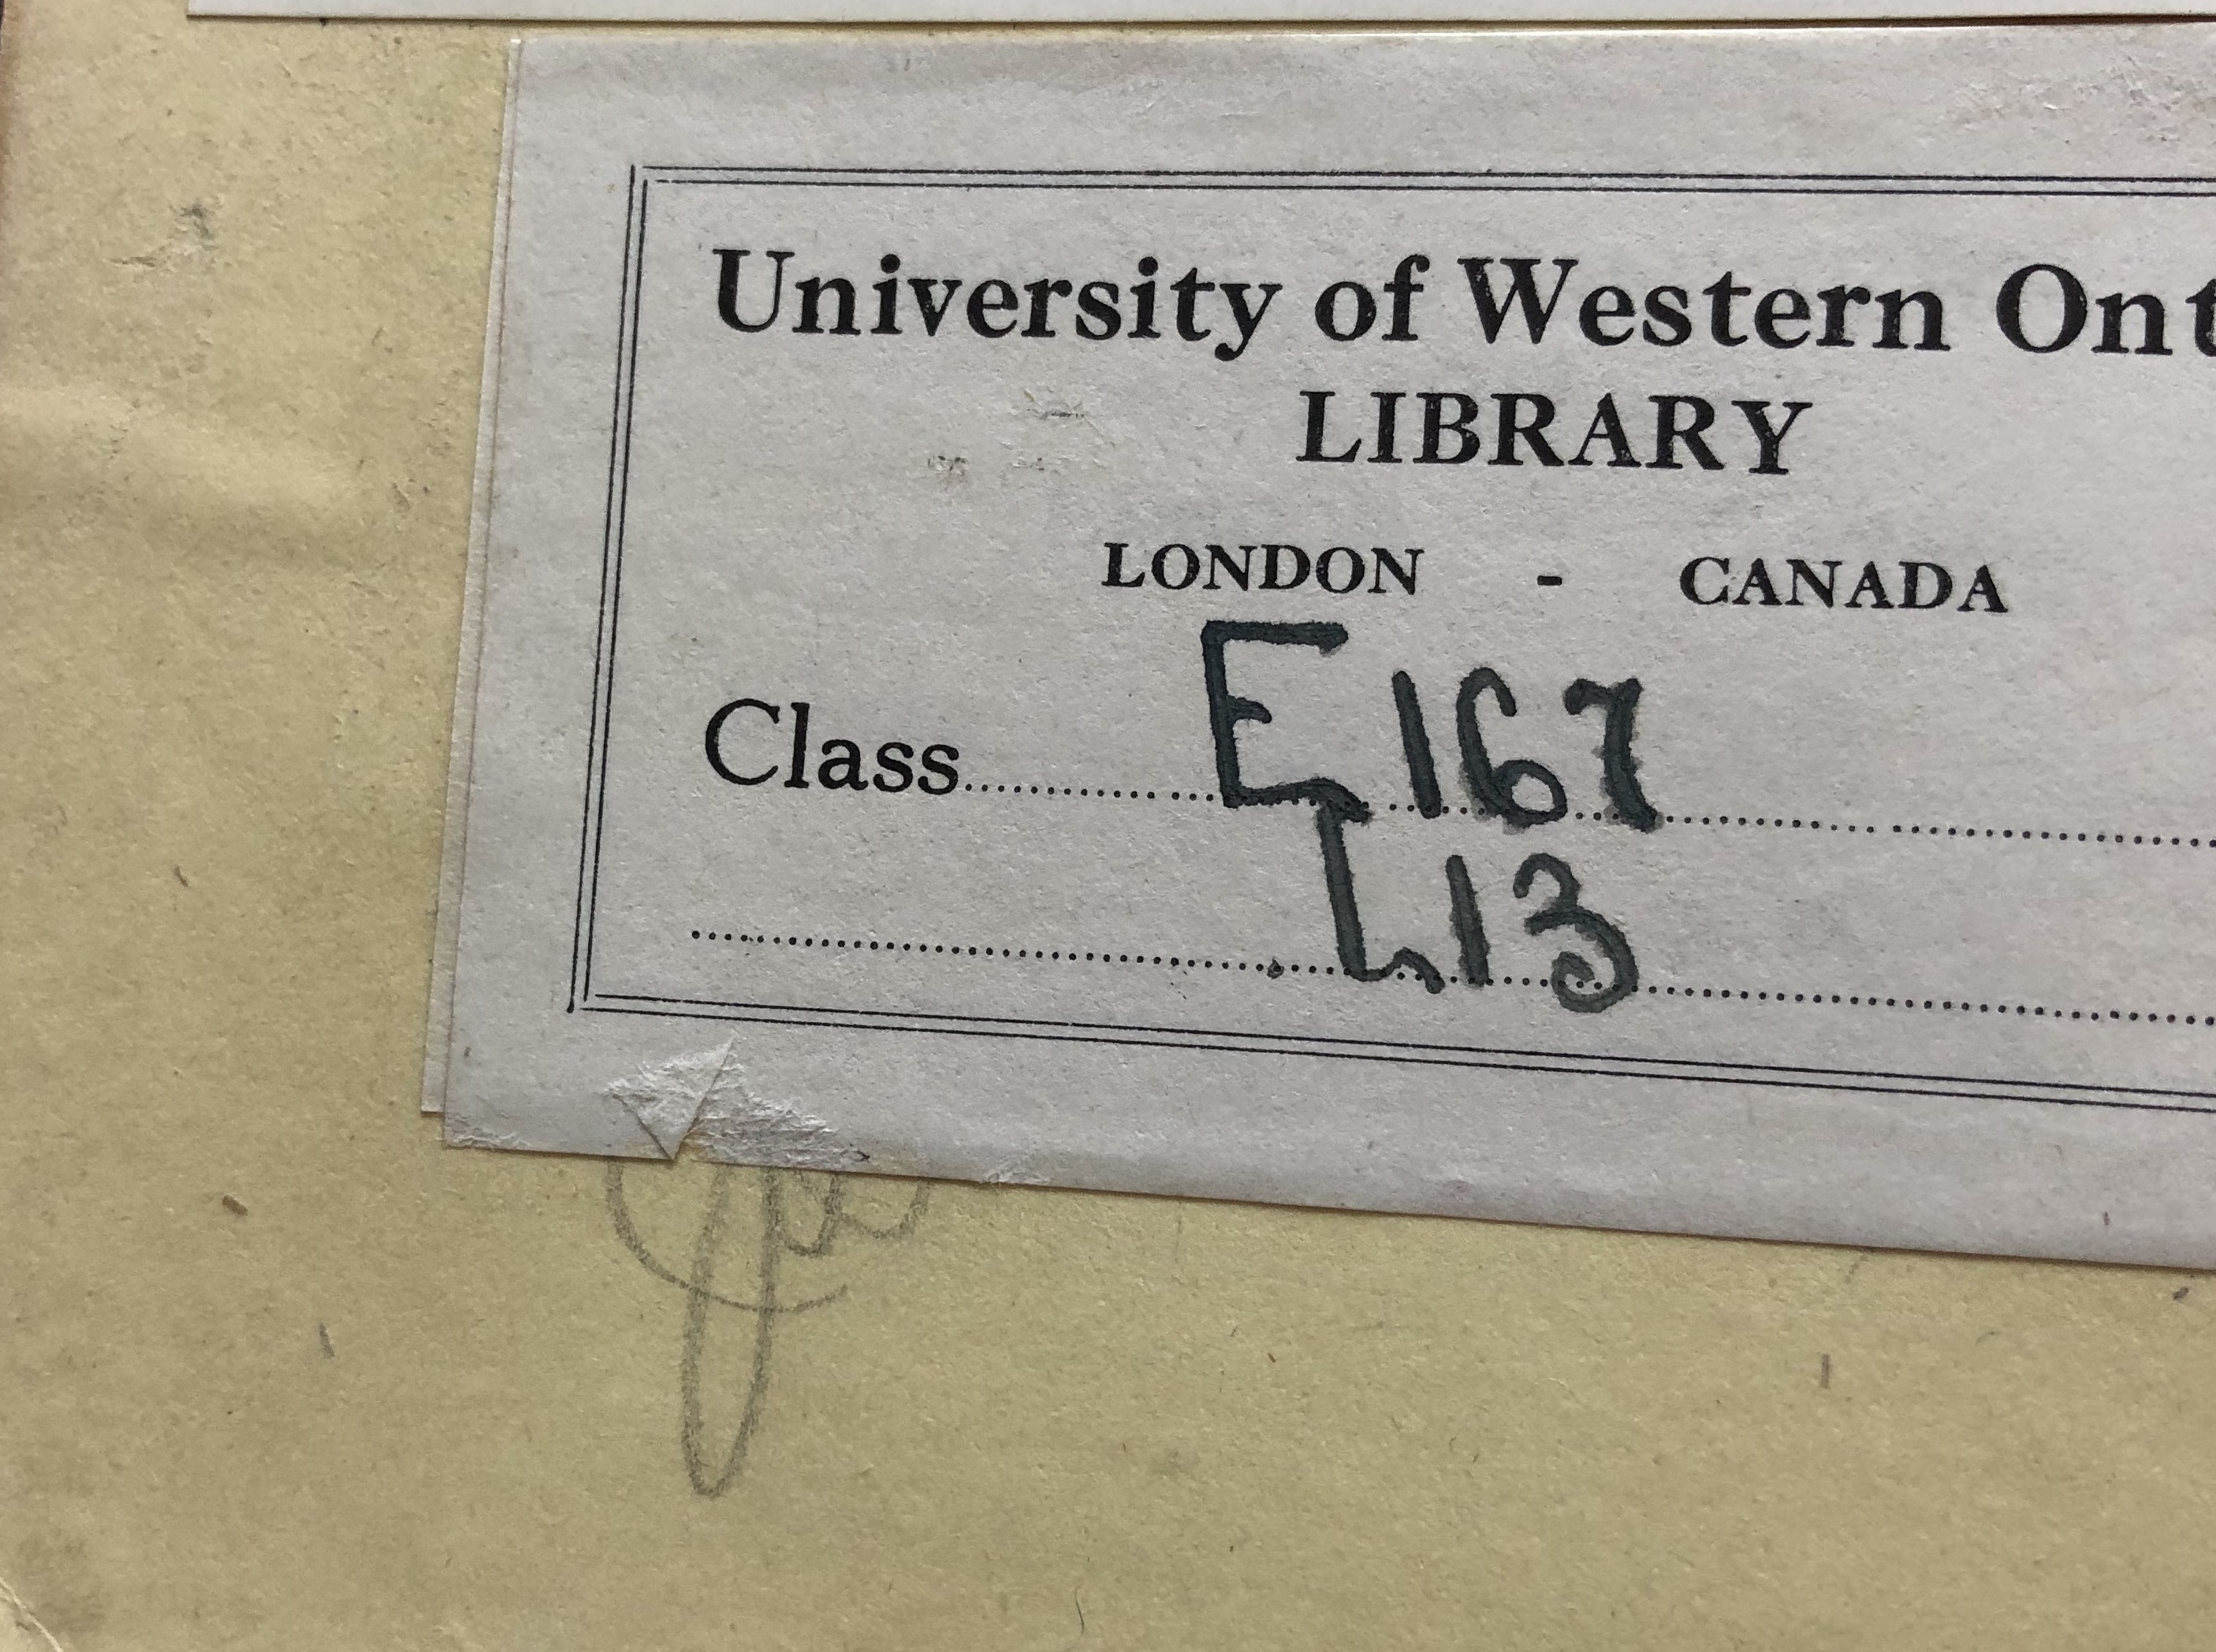 University of Western Ont
LIBRARY
LONDON - CANADA
Class E167
L13